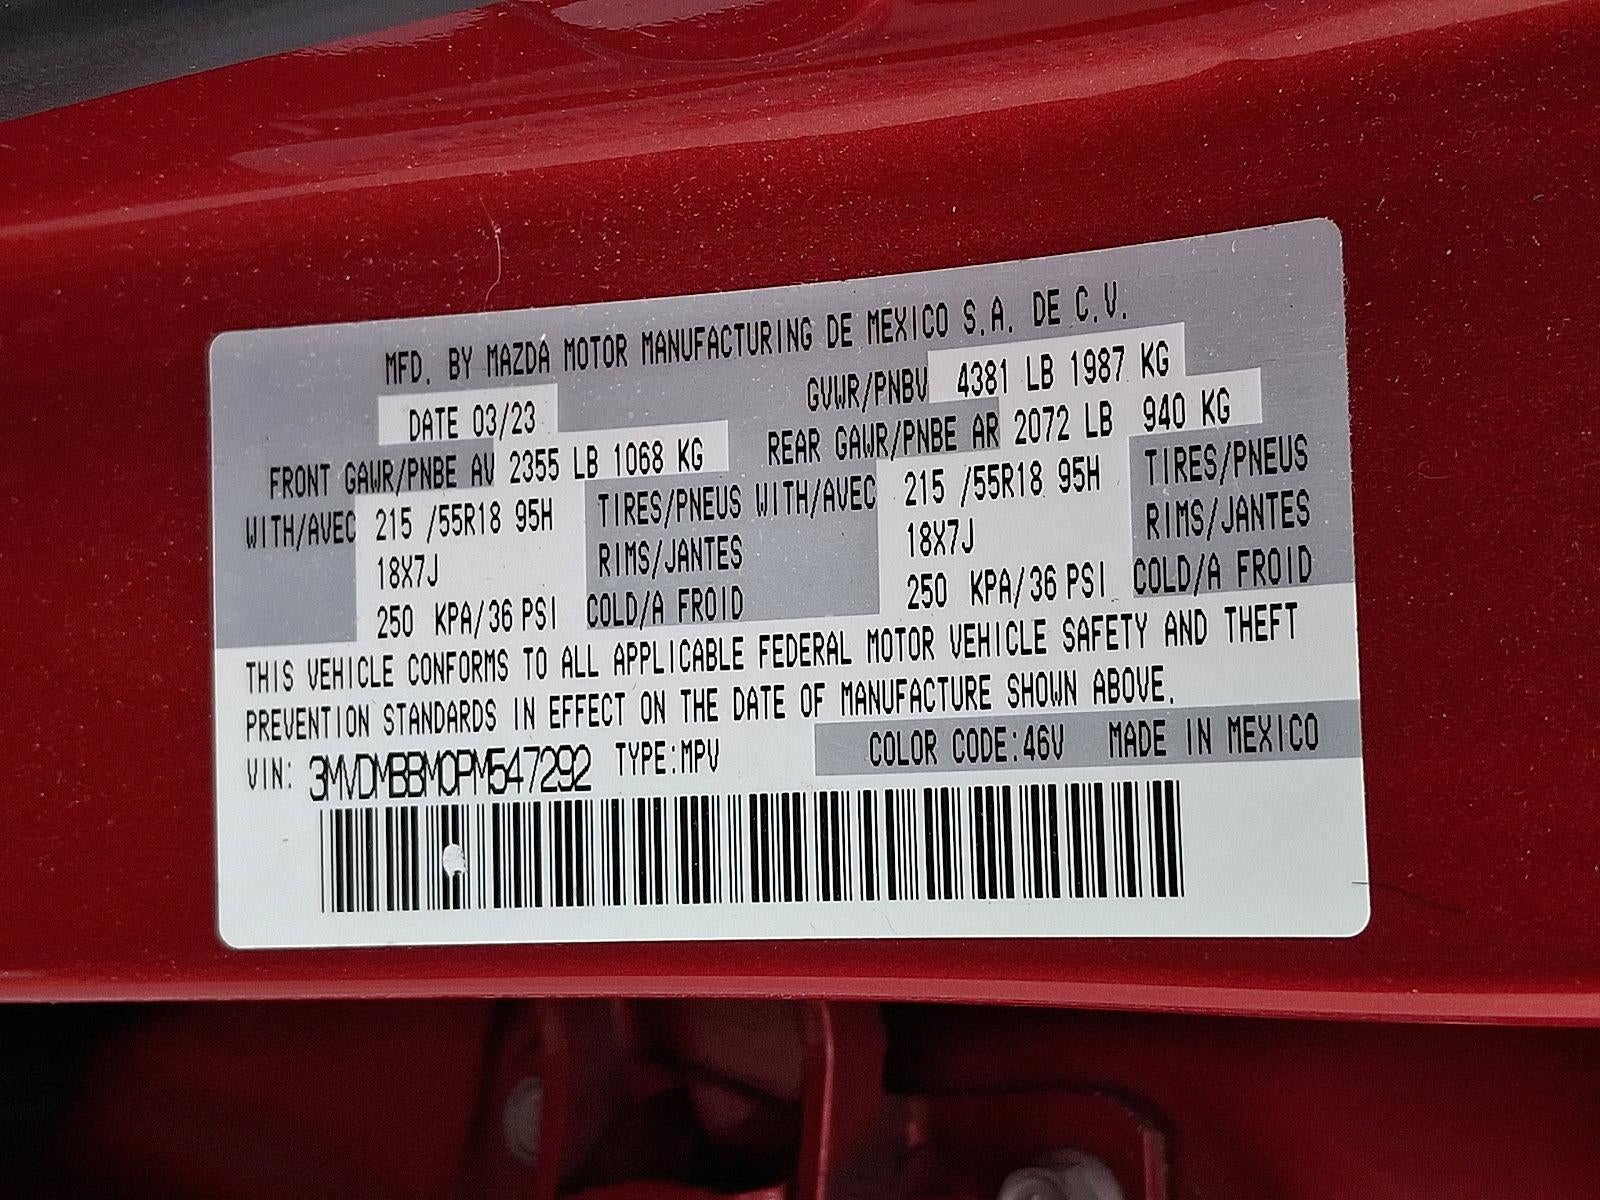 MFD. BY MAZDA MOTOR MANUFACTURING DE MEXICO S.A. DE C.V.
DATE 03/23 GVWR/PNBV 4381 LB 1987 KG
FRONT GAWR/PNBE AV 2355 LB 1068 KG REAR GAWR/PNBE AR 2072 LB 940 KG
WITH/AVEC 215 /55R18 95H TIRES/PNEUS WITH/AVEC 215 /55R18 95H TIRES/PNEUS
18X7J RIMS/JANTES 18X7J RIMS/JANTES
250 KPA/36 PSI COLD/A FROID 250 KPA/36 PSI COLD/A FROID
THIS VEHICLE CONFORMS TO ALL APPLICABLE FEDERAL MOTOR VEHICLE SAFETY AND THEFT
PREVENTION STANDARDS IN EFFECT ON THE DATE OF MANUFACTURE SHOWN ABOVE.
VIN: 3MVDMBBM0PM547292 TYPE:MPV COLOR CODE:46V MADE IN MEXICO